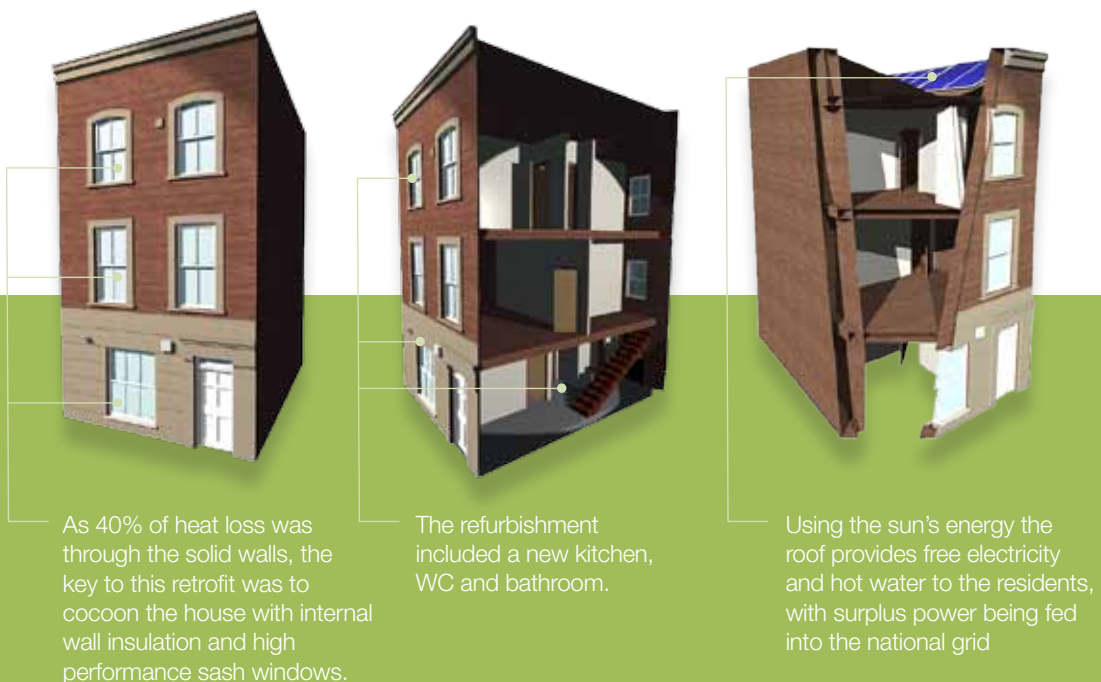 As 40% of heat loss was
through the solid walls, the
key to this retrofit was to
cocoon the house with internal
wall insulation and high
performance sash windows.
The refurbishment
included a new kitchen,
WC and bathroom.
Using the sun’s energy the
roof provides free electricity
and hot water to the residents,
with surplus power being fed
into the national grid